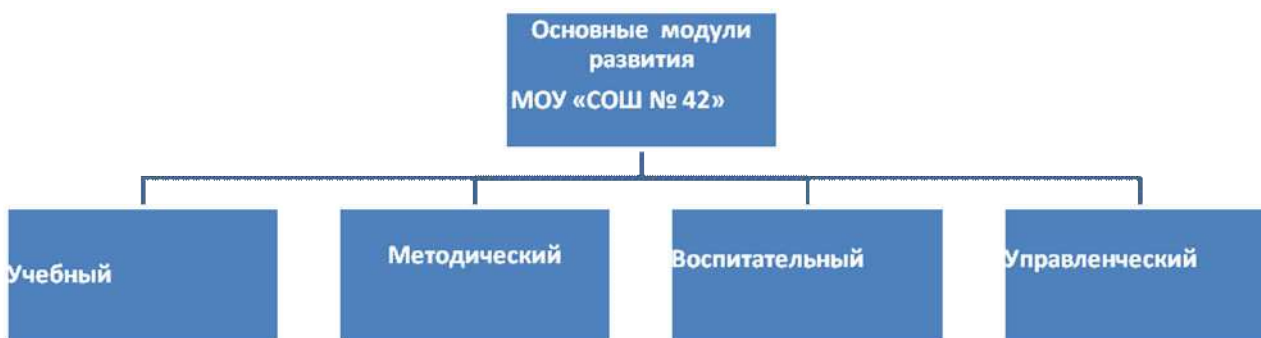 Основные модули
развития
МОУ «СОШ № 42»
Учебный
Методический
Воспитательный
Управленческий